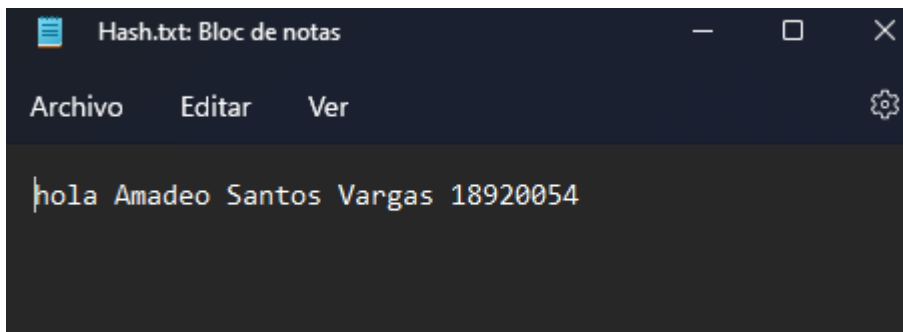 Hash.txt: Bloc de notas
Archivo Editar Ver
hola Amadeo Santos Vargas 18920054